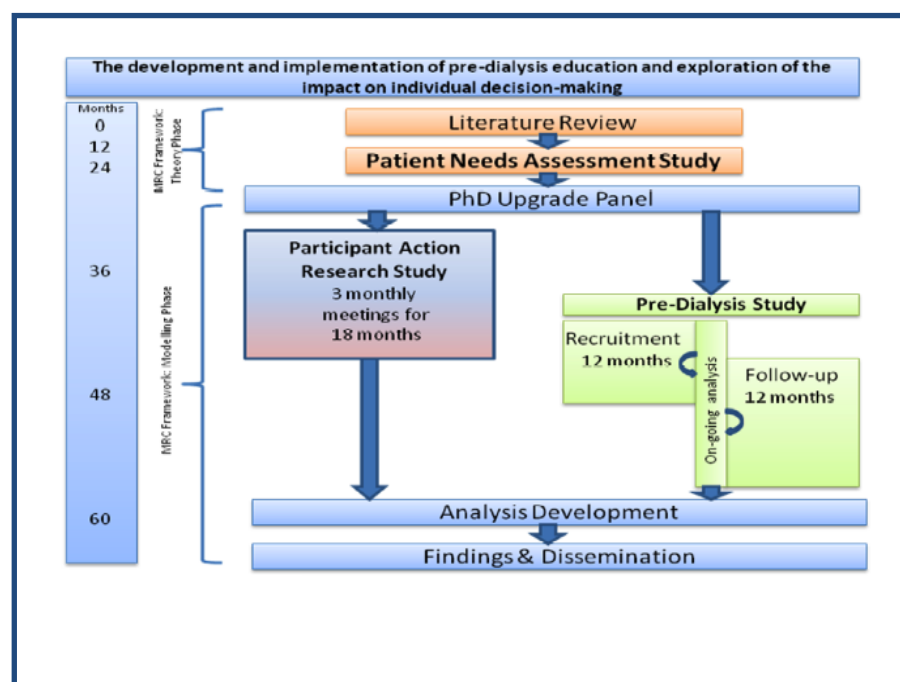 The development and implementation of pre-dialysis education and exploration of the
impact on individual decision-making
Months
0
12
24
36
48
60
MRC Framework:
Theory Phase
MRC Framework: Modelling Phase
Literature Review
Patient Needs Assessment Study
PhD Upgrade Panel
Participant Action
Research Study
3 monthly
meetings for
18 months
Pre-Dialysis Study
Recruitment
12 months
On-going analysis
Follow-up
12 months
Analysis Development
Findings & Dissemination